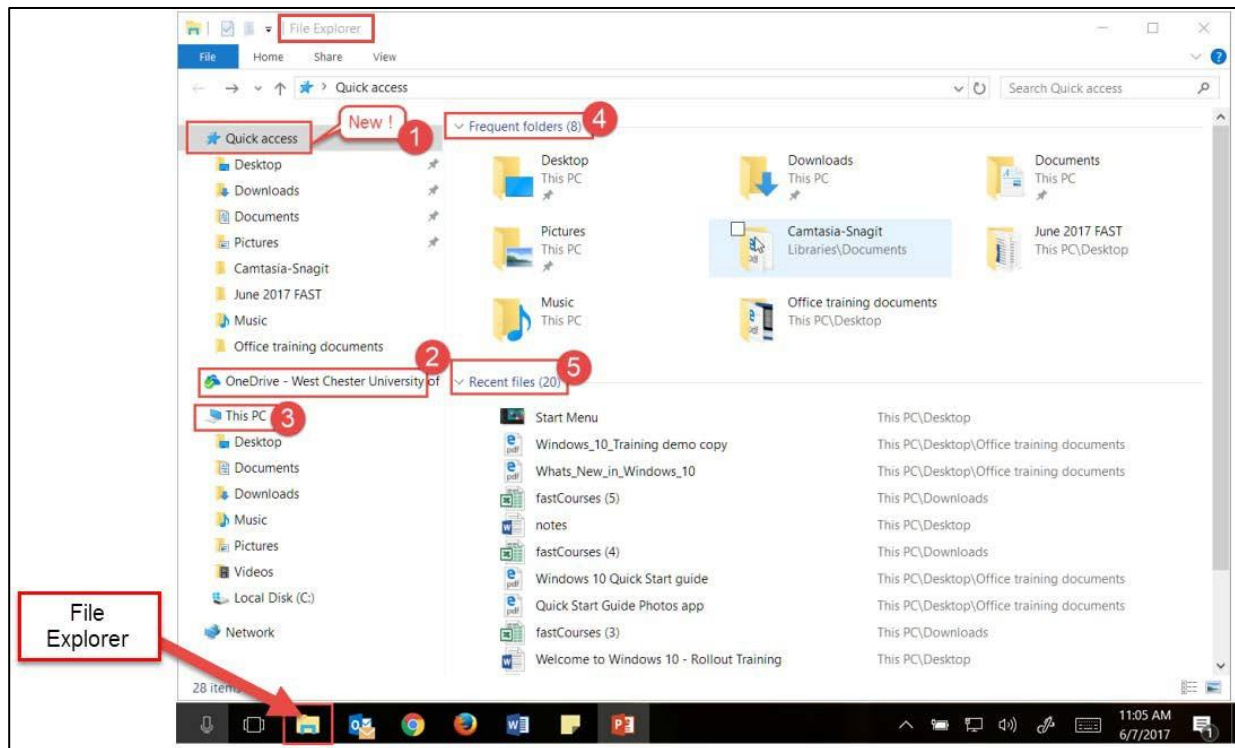 File Explorer
File Home Share View
Quick access
Search Quick access
New !
1
Quick access
Desktop
Downloads
Documents
Pictures
Camtasia-Snagit
June 2017 FAST
Music
Office training documents
2
OneDrive - West Chester University of
This PC
3
Desktop
Documents
Downloads
Music
Pictures
Videos
Local Disk (C:)
Network
28 items
Frequent folders (8)
4
Desktop
This PC
Downloads
This PC
Documents
This PC
Pictures
This PC
Camtasia-Snagit
Libraries\Documents
June 2017 FAST
This PC\Desktop
Music
This PC
Office training documents
This PC\Desktop
5
Recent files (20)
Start Menu This PC\Desktop
Windows_10_Training demo copy This PC\Desktop\Office training documents
Whats_New_in_Windows_10 This PC\Desktop\Office training documents
fastCourses (5) This PC\Downloads
notes This PC\Desktop
fastCourses (4) This PC\Downloads
Windows 10 Quick Start guide This PC\Desktop\Office training documents
Quick Start Guide Photos app This PC\Desktop\Office training documents
fastCourses (3) This PC\Downloads
Welcome to Windows 10 - Rollout Training This PC\Desktop
File
Explorer
11:05 AM
6/7/2017
1